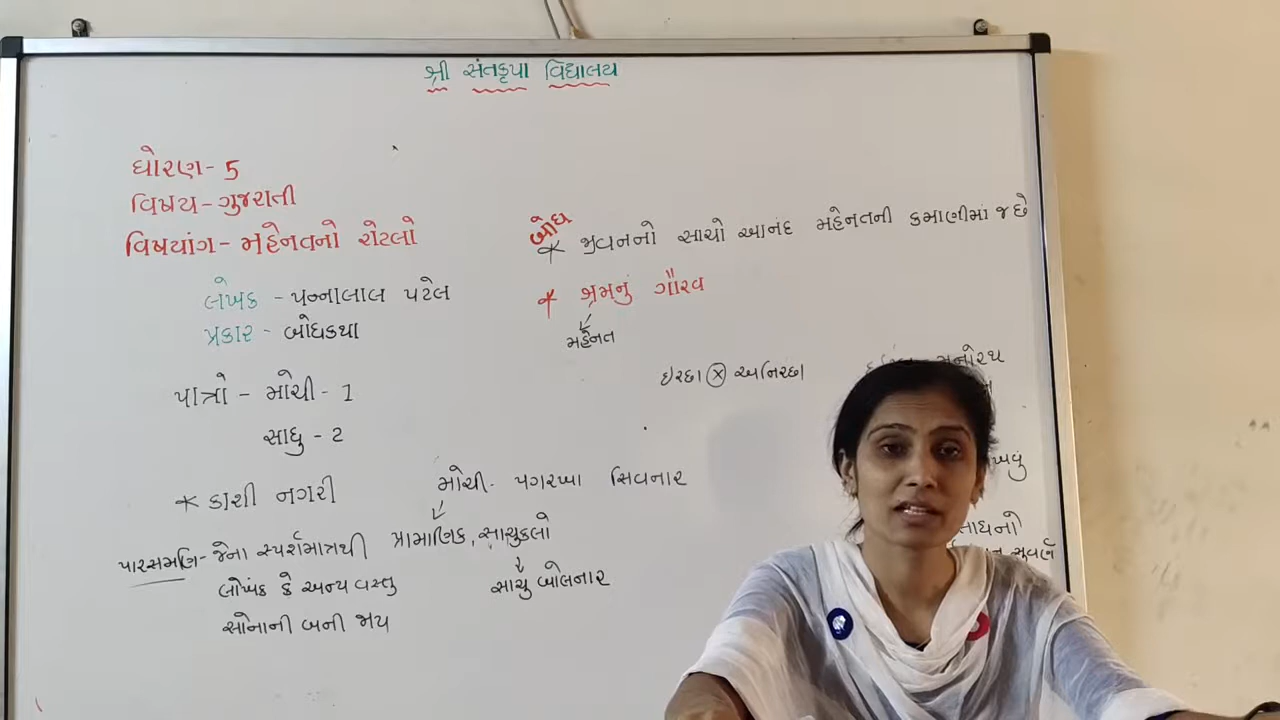 શ્રી સંતકૃપા વિદ્યાલય
ધોરણ - 5
વિષય - ગુજરાતી
વિષયાંગ - મહેનતનો રોટલો
લેખક - પન્નાલાલ પટેલ
પ્રકાર - બોધકથા
પાત્રો - મોચી - 1
સાધુ - 2
* કાશી નગરી
પારસમણિ - જેના સ્પર્શમાત્રથી
લોખંડ કે અન્ય વસ્તુ
સોનાની બની જાય
બોધ
* જીવનનો સાચો આનંદ મહેનતની કમાણીમાં જ છે
* શ્રમનું ગૌરવ
મહેનત
ઇચ્છા X અનિચ્છા
મનોરથ
મોચી - પગરખા સિવનાર
પ્રામાણિક, સાચુકલો
સાચુ બોલનાર